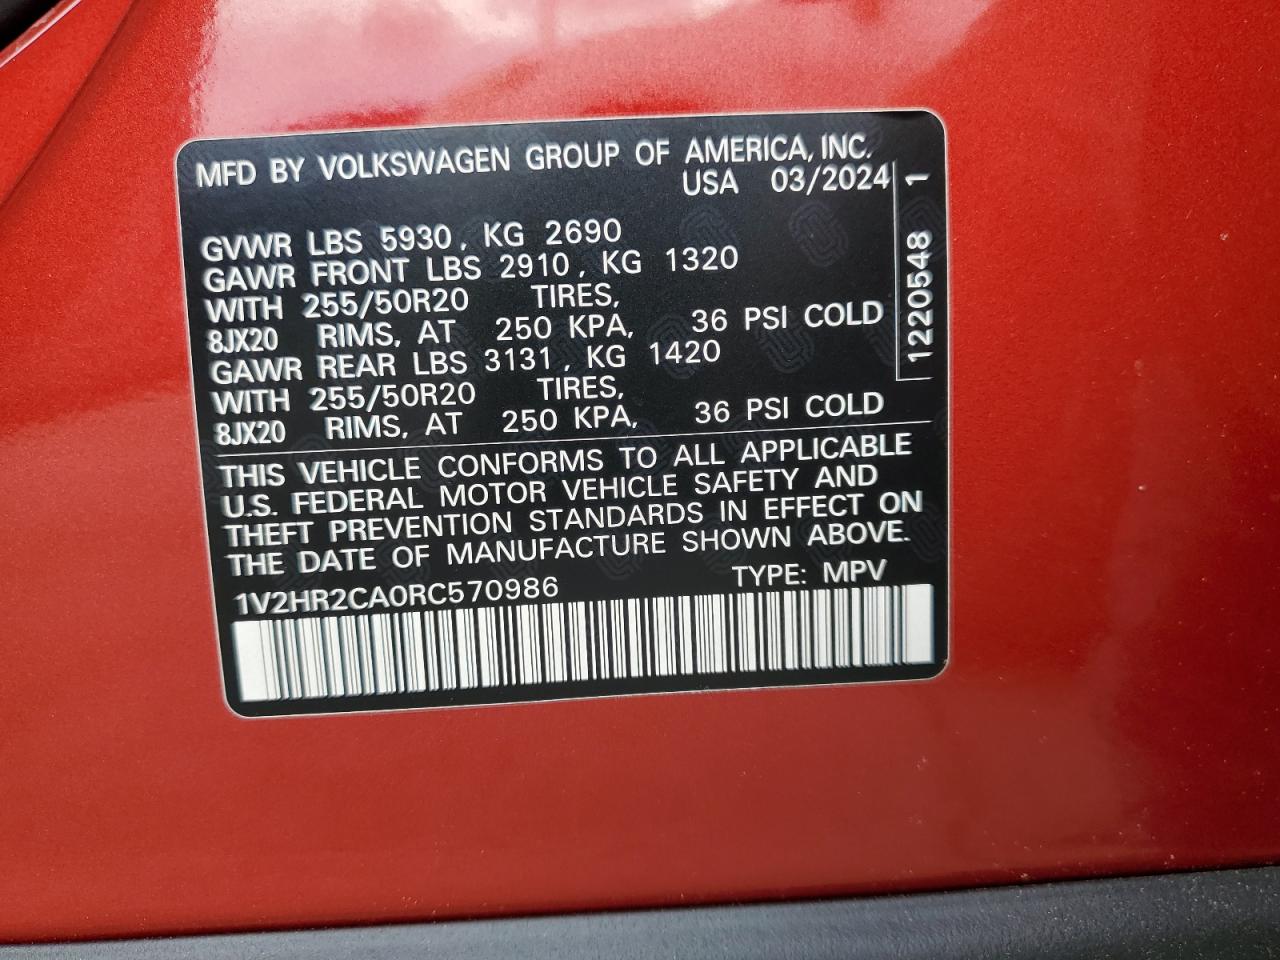 MFD BY VOLKSWAGEN GROUP OF AMERICA, INC.
USA 03/2024
GVWR LBS 5930, KG 2690
GAWR FRONT LBS 2910, KG 1320
WITH 255/50R20 TIRES,
8JX20 RIMS, AT 250 KPA, 36 PSI COLD
GAWR REAR LBS 3131, KG 1420
WITH 255/50R20 TIRES,
8JX20 RIMS, AT 250 KPA, 36 PSI COLD
1220548 1
THIS VEHICLE CONFORMS TO ALL APPLICABLE
U.S. FEDERAL MOTOR VEHICLE SAFETY AND
THEFT PREVENTION STANDARDS IN EFFECT ON
THE DATE OF MANUFACTURE SHOWN ABOVE.
1V2HR2CA0RC570986 TYPE: MPV